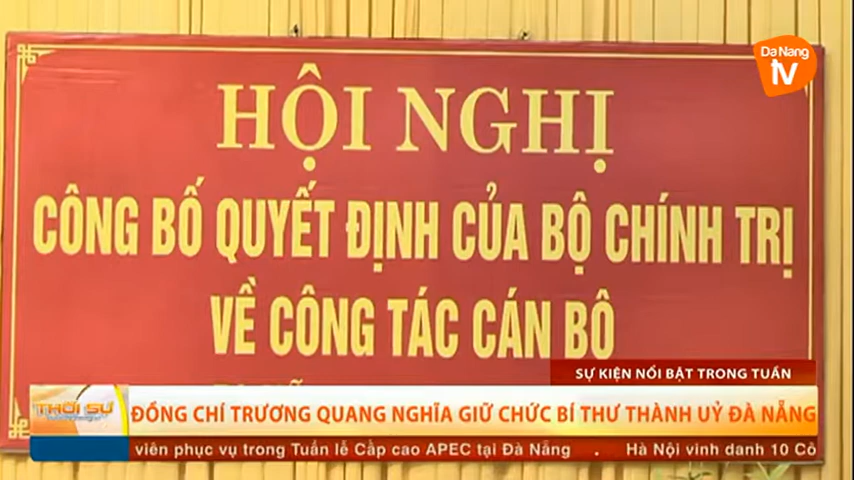 Da Nang
tv
HỘI NGHỊ
CÔNG BỐ QUYẾT ĐỊNH CỦA BỘ CHÍNH TRỊ
VỀ CÔNG TÁC CÁN BỘ
SỰ KIỆN NỔI BẬT TRONG TUẦN
THỜI SỰ
ĐỒNG CHÍ TRƯƠNG QUANG NGHĨA GIỮ CHỨC BÍ THƯ THÀNH UỶ ĐÀ NẴNG
viên phục vụ trong Tuần lễ Cấp cao APEC tại Đà Nẵng . Hà Nội vinh danh 10 Cô